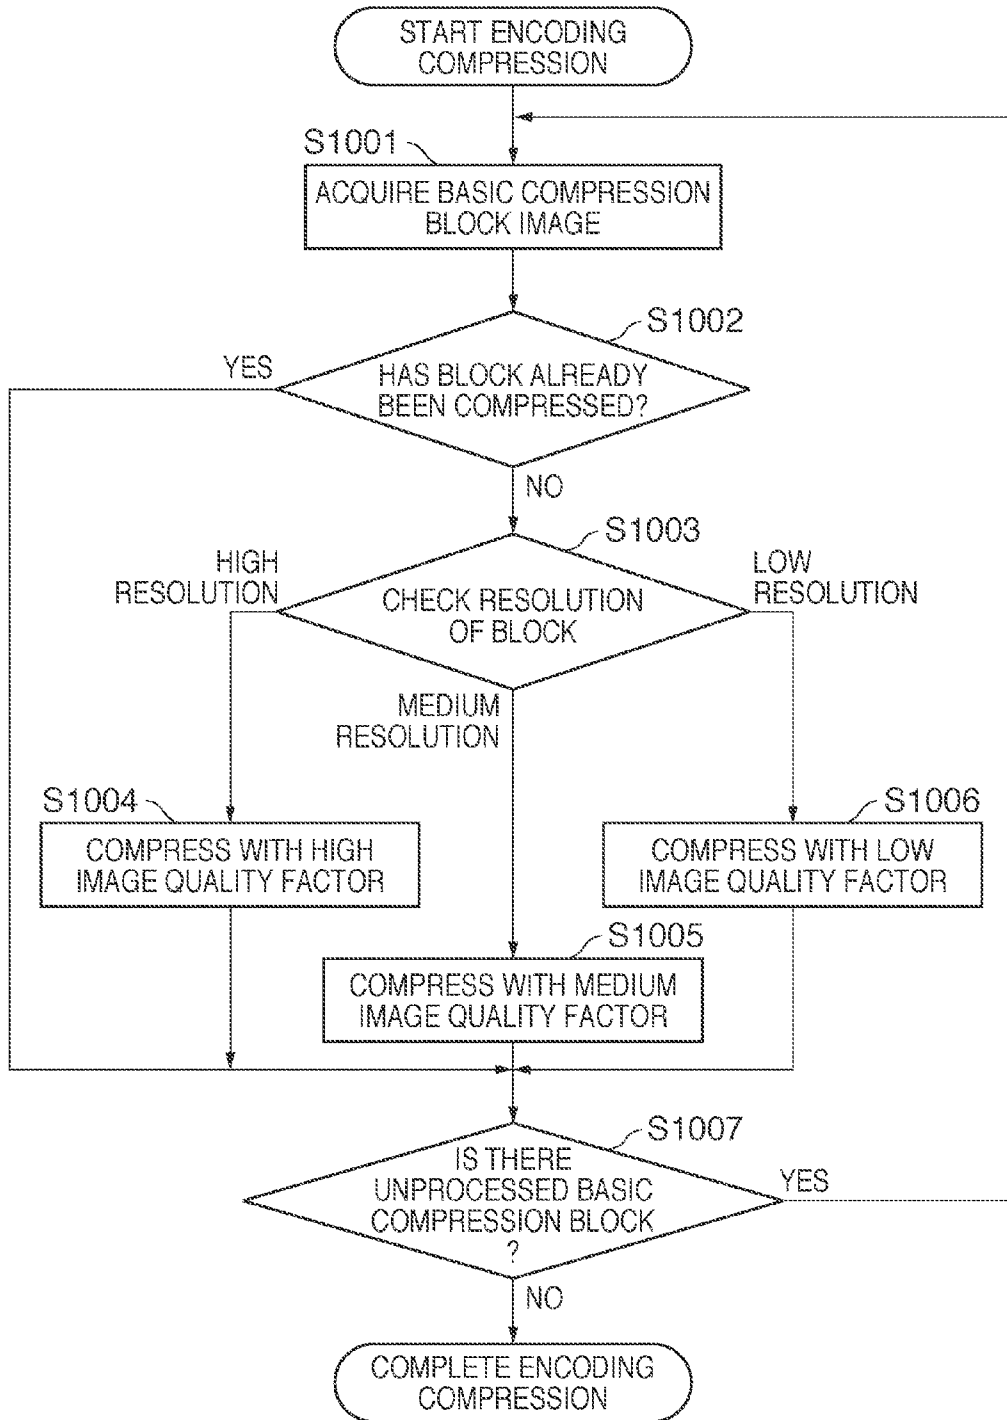 START ENCODING
COMPRESSION
S1001
ACQUIRE BASIC COMPRESSION
BLOCK IMAGE
S1002
YES
HAS BLOCK ALREADY
BEEN COMPRESSED?
NO
S1003
HIGH
RESOLUTION
LOW
RESOLUTION
CHECK RESOLUTION
OF BLOCK
MEDIUM
RESOLUTION
S1004
COMPRESS WITH HIGH
IMAGE QUALITY FACTOR
S1006
COMPRESS WITH LOW
IMAGE QUALITY FACTOR
S1005
COMPRESS WITH MEDIUM
IMAGE QUALITY FACTOR
S1007
IS THERE
UNPROCESSED BASIC
COMPRESSION BLOCK
?
YES
NO
COMPLETE ENCODING
COMPRESSION